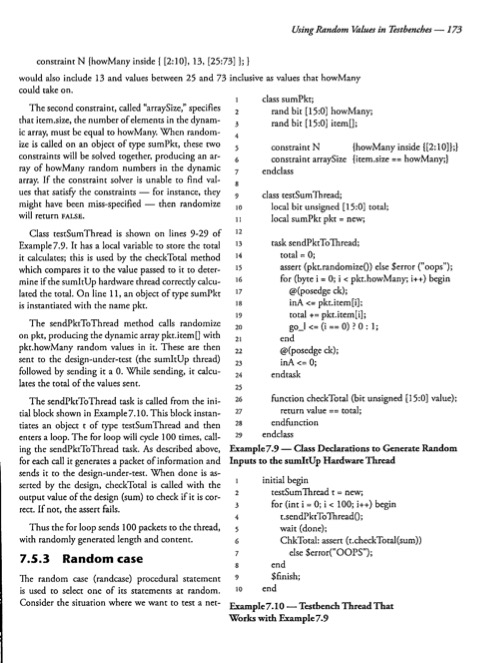 Using Random Values in Testbenches — 173
constraint N {howMany inside { [2:10], 13, [25:73] }; }
would also include 13 and values between 25 and 73 inclusive as values that howMany
could take on.
The second constraint, called "arraySize," specifies
that item.size, the number of elements in the dynam-
ic array, must be equal to howMany. When random-
ize is called on an object of type sumPkt, these two
constraints will be solved together, producing an ar-
ray of howMany random numbers in the dynamic
array. If the constraint solver is unable to find val-
ues that satisfy the constraints — for instance, they
might have been miss-specified — then randomize
will return FALSE.
Class testSumThread is shown on lines 9-29 of
Example 7.9. It has a local variable to store the total
it calculates; this is used by the checkTotal method
which compares it to the value passed to it to deter-
mine if the sumItUp hardware thread correctly calcu-
lated the total. On line 11, an object of type sumPkt
is instantiated with the name pkt.
The sendPktToThread method calls randomize
on pkt, producing the dynamic array pkt.item[] with
pkt.howMany random values in it. These are then
sent to the design-under-test (the sumItUp thread)
followed by sending it a 0. While sending, it calcu-
lates the total of the values sent.
The sendPktToThread task is called from the ini-
tial block shown in Example 7.10. This block instan-
tiates an object t of type testSumThread and then
enters a loop. The for loop will cycle 100 times, call-
ing the sendPktToThread task. As described above,
for each call it generates a packet of information and
sends it to the design-under-test. When done is as-
serted by the design, checkTotal is called with the
output value of the design (sum) to check if it is cor-
rect. If not, the assert fails.
Thus the for loop sends 100 packets to the thread,
with randomly generated length and content.
7.5.3 Random case
The random case (randcase) procedural statement
is used to select one of its statements at random.
Consider the situation where we want to test a net-
1 class sumPkt;
2 rand bit [15:0] howMany;
3 rand bit [15:0] item[];
4
5 constraint N {howMany inside {[2:10]};}
6 constraint arraySize {item.size == howMany;}
7 endclass
8
9 class testSumThread;
10 local bit unsigned [15:0] total;
11 local sumPkt pkt = new;
12
13 task sendPktToThread;
14 total = 0;
15 assert (pkt.randomize()) else $error ("oops");
16 for (byte i = 0; i < pkt.howMany; i++) begin
17 @(posedge ck);
18 inA <= pkt.item[i];
19 total += pkt.item[i];
20 go_l <= (i == 0) ? 0 : 1;
21 end
22 @(posedge ck);
23 inA <= 0;
24 endtask
25
26 function checkTotal (bit unsigned [15:0] value);
27 return value == total;
28 endfunction
29 endclass
Example 7.9 — Class Declarations to Generate Random
Inputs to the sumItUp Hardware Thread
1 initial begin
2 testSumThread t = new;
3 for (int i = 0; i < 100; i++) begin
4 t.sendPktToThread();
5 wait (done);
6 ChkTotal: assert (t.checkTotal(sum))
7 else $error("OOPS");
8 end
9 $finish;
10 end
Example 7.10 — Testbench Thread That
Works with Example 7.9